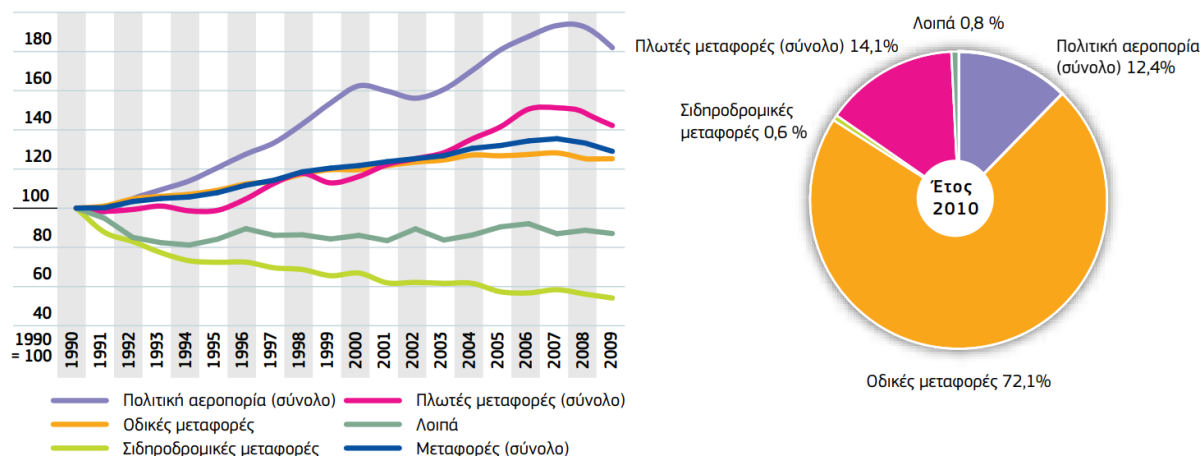 180
160
140
120
100
80
60
40
1990
= 100
1990
1991
1992
1993
1994
1995
1996
1997
1998
1999
2000
2001
2002
2003
2004
2005
2006
2007
2008
2009
Πολιτική αεροπορία (σύνολο)
Πλωτές μεταφορές (σύνολο)
Οδικές μεταφορές
Λοιπά
Σιδηροδρομικές μεταφορές
Μεταφορές (σύνολο)
Λοιπά 0,8 %
Πλωτές μεταφορές (σύνολο) 14,1%
Πολιτική αεροπορία
(σύνολο) 12,4%
Σιδηροδρομικές
μεταφορές 0,6 %
Έτος
2010
Οδικές μεταφορές 72,1%